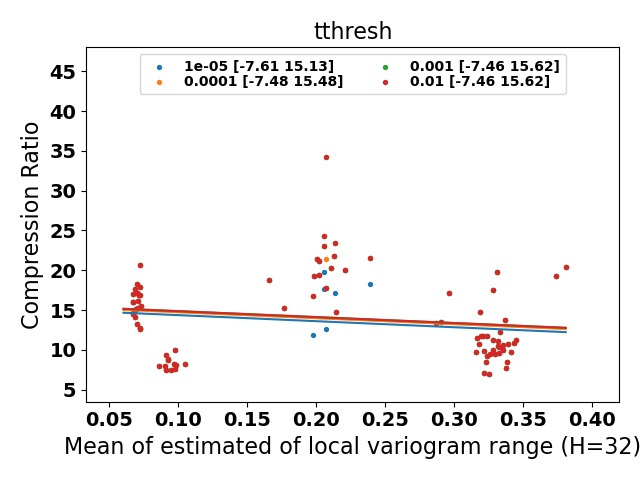 tthresh
1e-05 [-7.61 15.13]
0.0001 [-7.48 15.48]
0.001 [-7.46 15.62]
0.01 [-7.46 15.62]
Compression Ratio
45
40
35
30
25
20
15
10
5
0.05 0.10 0.15 0.20 0.25 0.30 0.35 0.40
Mean of estimated of local variogram range (H=32)